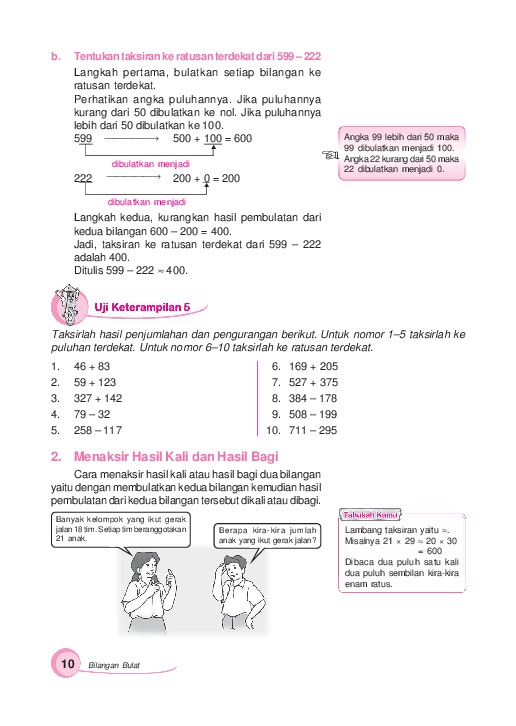 b. Tentukan taksiran ke ratusan terdekat dari 599 – 222
Langkah pertama, bulatkan setiap bilangan ke
ratusan terdekat.
Perhatikan angka puluhannya. Jika puluhannya
kurang dari 50 dibulatkan ke nol. Jika puluhannya
lebih dari 50 dibulatkan ke 100.
599 → 500 + 100 = 600
dibulatkan menjadi
222 → 200 + 0 = 200
dibulatkan menjadi
Angka 99 lebih dari 50 maka
99 dibulatkan menjadi 100.
Angka 22 kurang dari 50 maka
22 dibulatkan menjadi 0.
Langkah kedua, kurangkan hasil pembulatan dari
kedua bilangan 600 – 200 = 400.
Jadi, taksiran ke ratusan terdekat dari 599 – 222
adalah 400.
Ditulis 599 – 222 ≈ 400.
Uji Keterampilan 5
Taksirlah hasil penjumlahan dan pengurangan berikut. Untuk nomor 1–5 taksirlah ke
puluhan terdekat. Untuk nomor 6–10 taksirlah ke ratusan terdekat.
1. 46 + 83
2. 59 + 123
3. 327 + 142
4. 79 – 32
5. 258 – 117
6. 169 + 205
7. 527 + 375
8. 384 – 178
9. 508 – 199
10. 711 – 295
2. Menaksir Hasil Kali dan Hasil Bagi
Cara menaksir hasil kali atau hasil bagi dua bilangan
yaitu dengan membulatkan kedua bilangan kemudian hasil
pembulatan dari kedua bilangan tersebut dikali atau dibagi.
Banyak kelompok yang ikut gerak
jalan 18 tim. Setiap tim beranggotakan
21 anak.
Berapa kira-kira jumlah
anak yang ikut gerak jalan?
Tahukah Kamu
Lambang taksiran yaitu ≈.
Misalnya 21 × 29 ≈ 20 × 30
= 600
Dibaca dua puluh satu kali
dua puluh sembilan kira-kira
enam ratus.
10 Bilangan Bulat